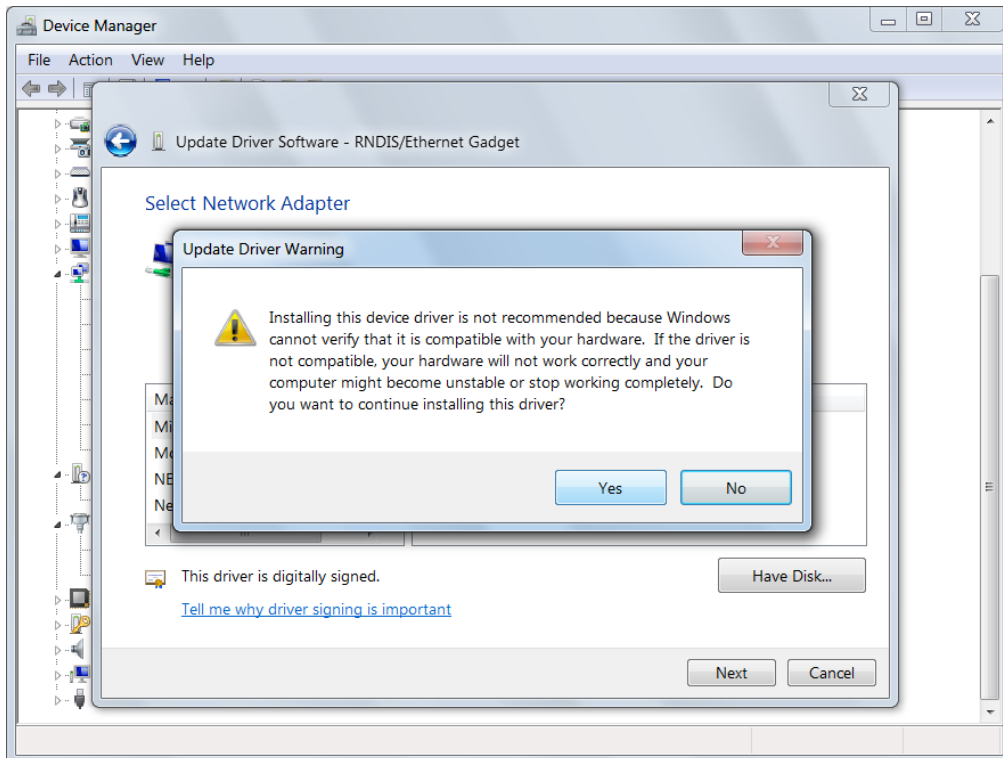 Device Manager
File Action View Help
Update Driver Software - RNDIS/Ethernet Gadget
Select Network Adapter
Update Driver Warning
Installing this device driver is not recommended because Windows
cannot verify that it is compatible with your hardware. If the driver is
not compatible, your hardware will not work correctly and your
computer might become unstable or stop working completely. Do
you want to continue installing this driver?
Yes No
This driver is digitally signed.
Have Disk...
Tell me why driver signing is important
Next Cancel